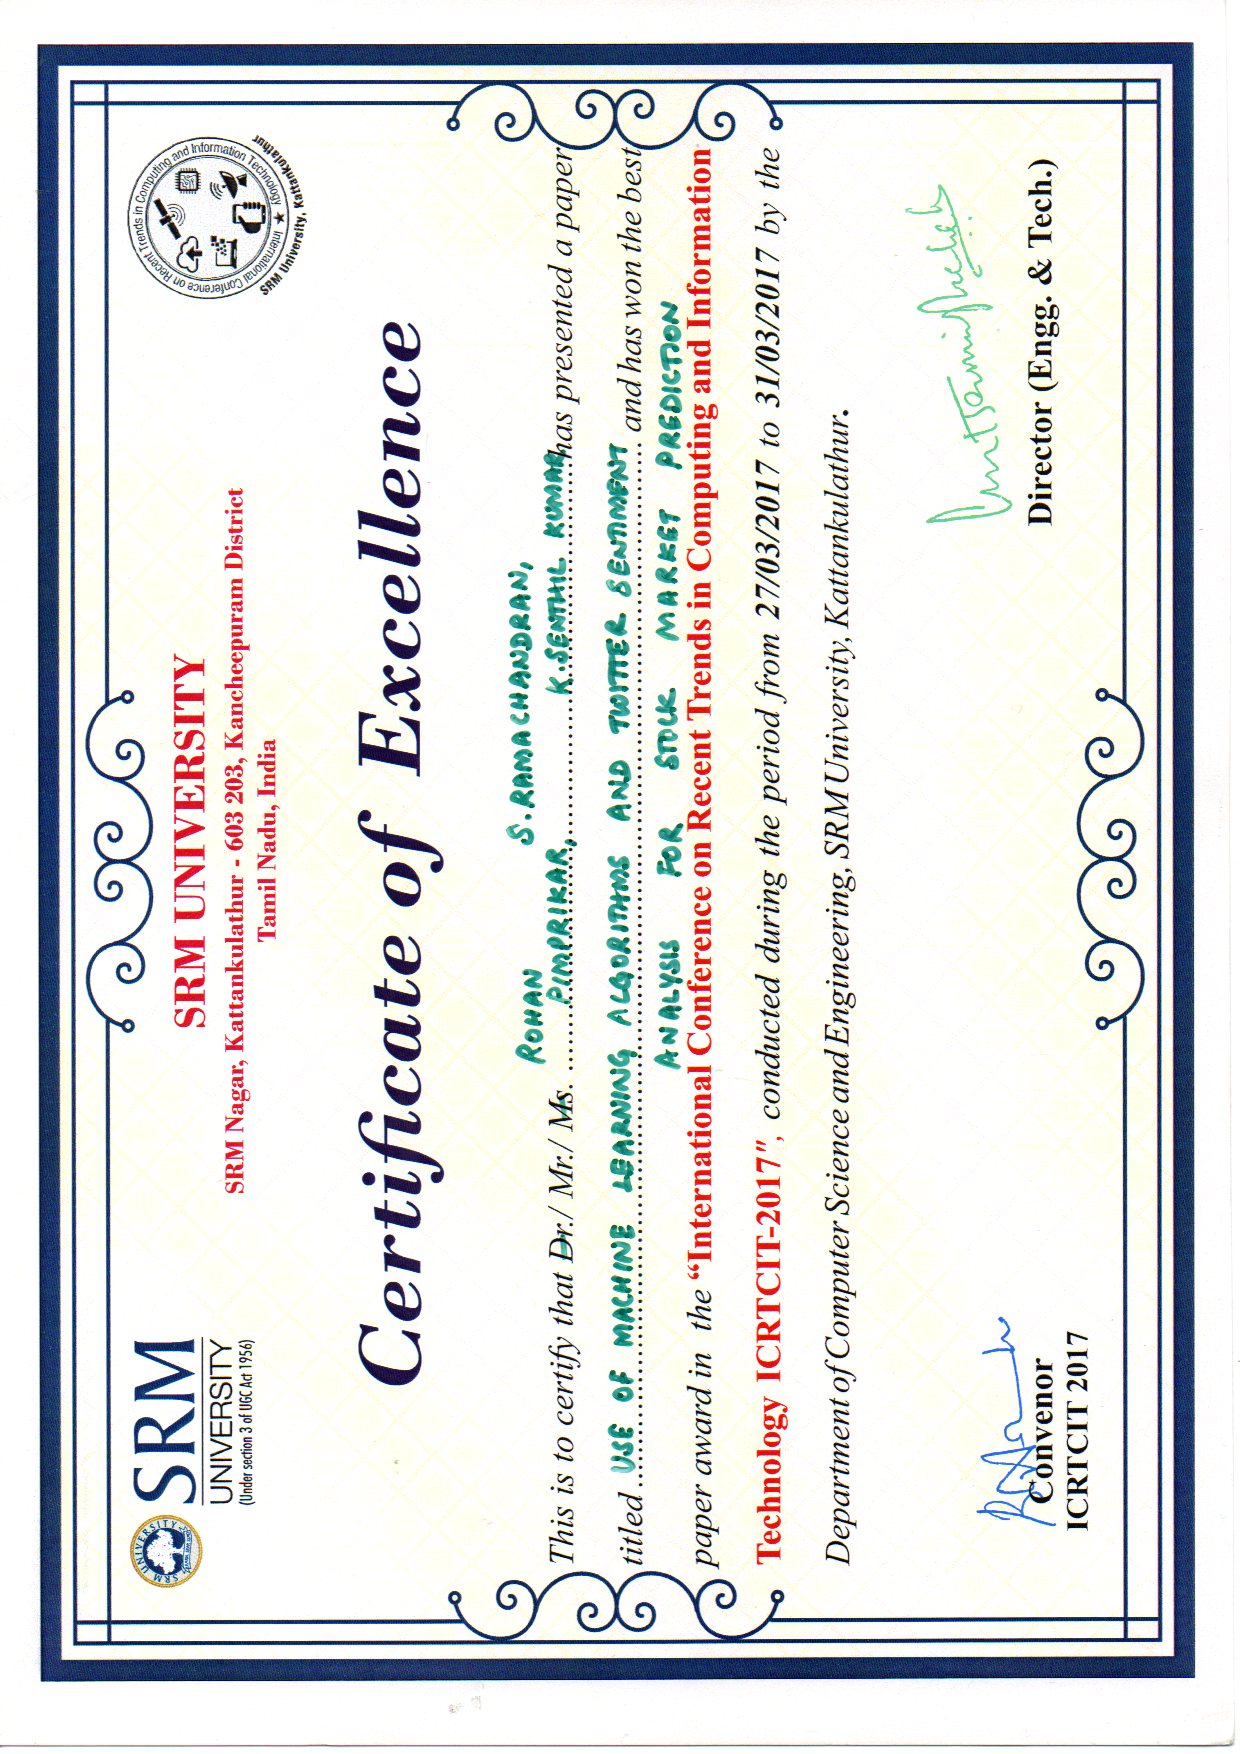 SRM UNIVERSITY
SRM
UNIVERSITY
(Under section 3 of UGC Act 1956)
SRM UNIVERSITY
SRM Nagar, Kattankulathur - 603 203, Kancheepuram District
Tamil Nadu, India
International Conference on Recent Trends in Computing and Information Technology
SRM University, Kattankulathur
Certificate of Excellence
ROHAN S. RAMACHANDRAN,
This is to certify that Dr./ Mr./ Ms. PIMPRIKAR, K. SENTHIL KUMAR has presented a paper
titled USE OF MACHINE LEARNING ALGORITHMS AND TWITTER SENTIMENT and has won the best
ANALYSIS FOR STOCK MARKET PREDICTION
paper award in the “International Conference on Recent Trends in Computing and Information
Technology ICRTCIT-2017", conducted during the period from 27/03/2017 to 31/03/2017 by the
Department of Computer Science and Engineering, SRM University, Kattankulathur.
Convenor
ICRTCIT 2017
Director (Engg. & Tech.)